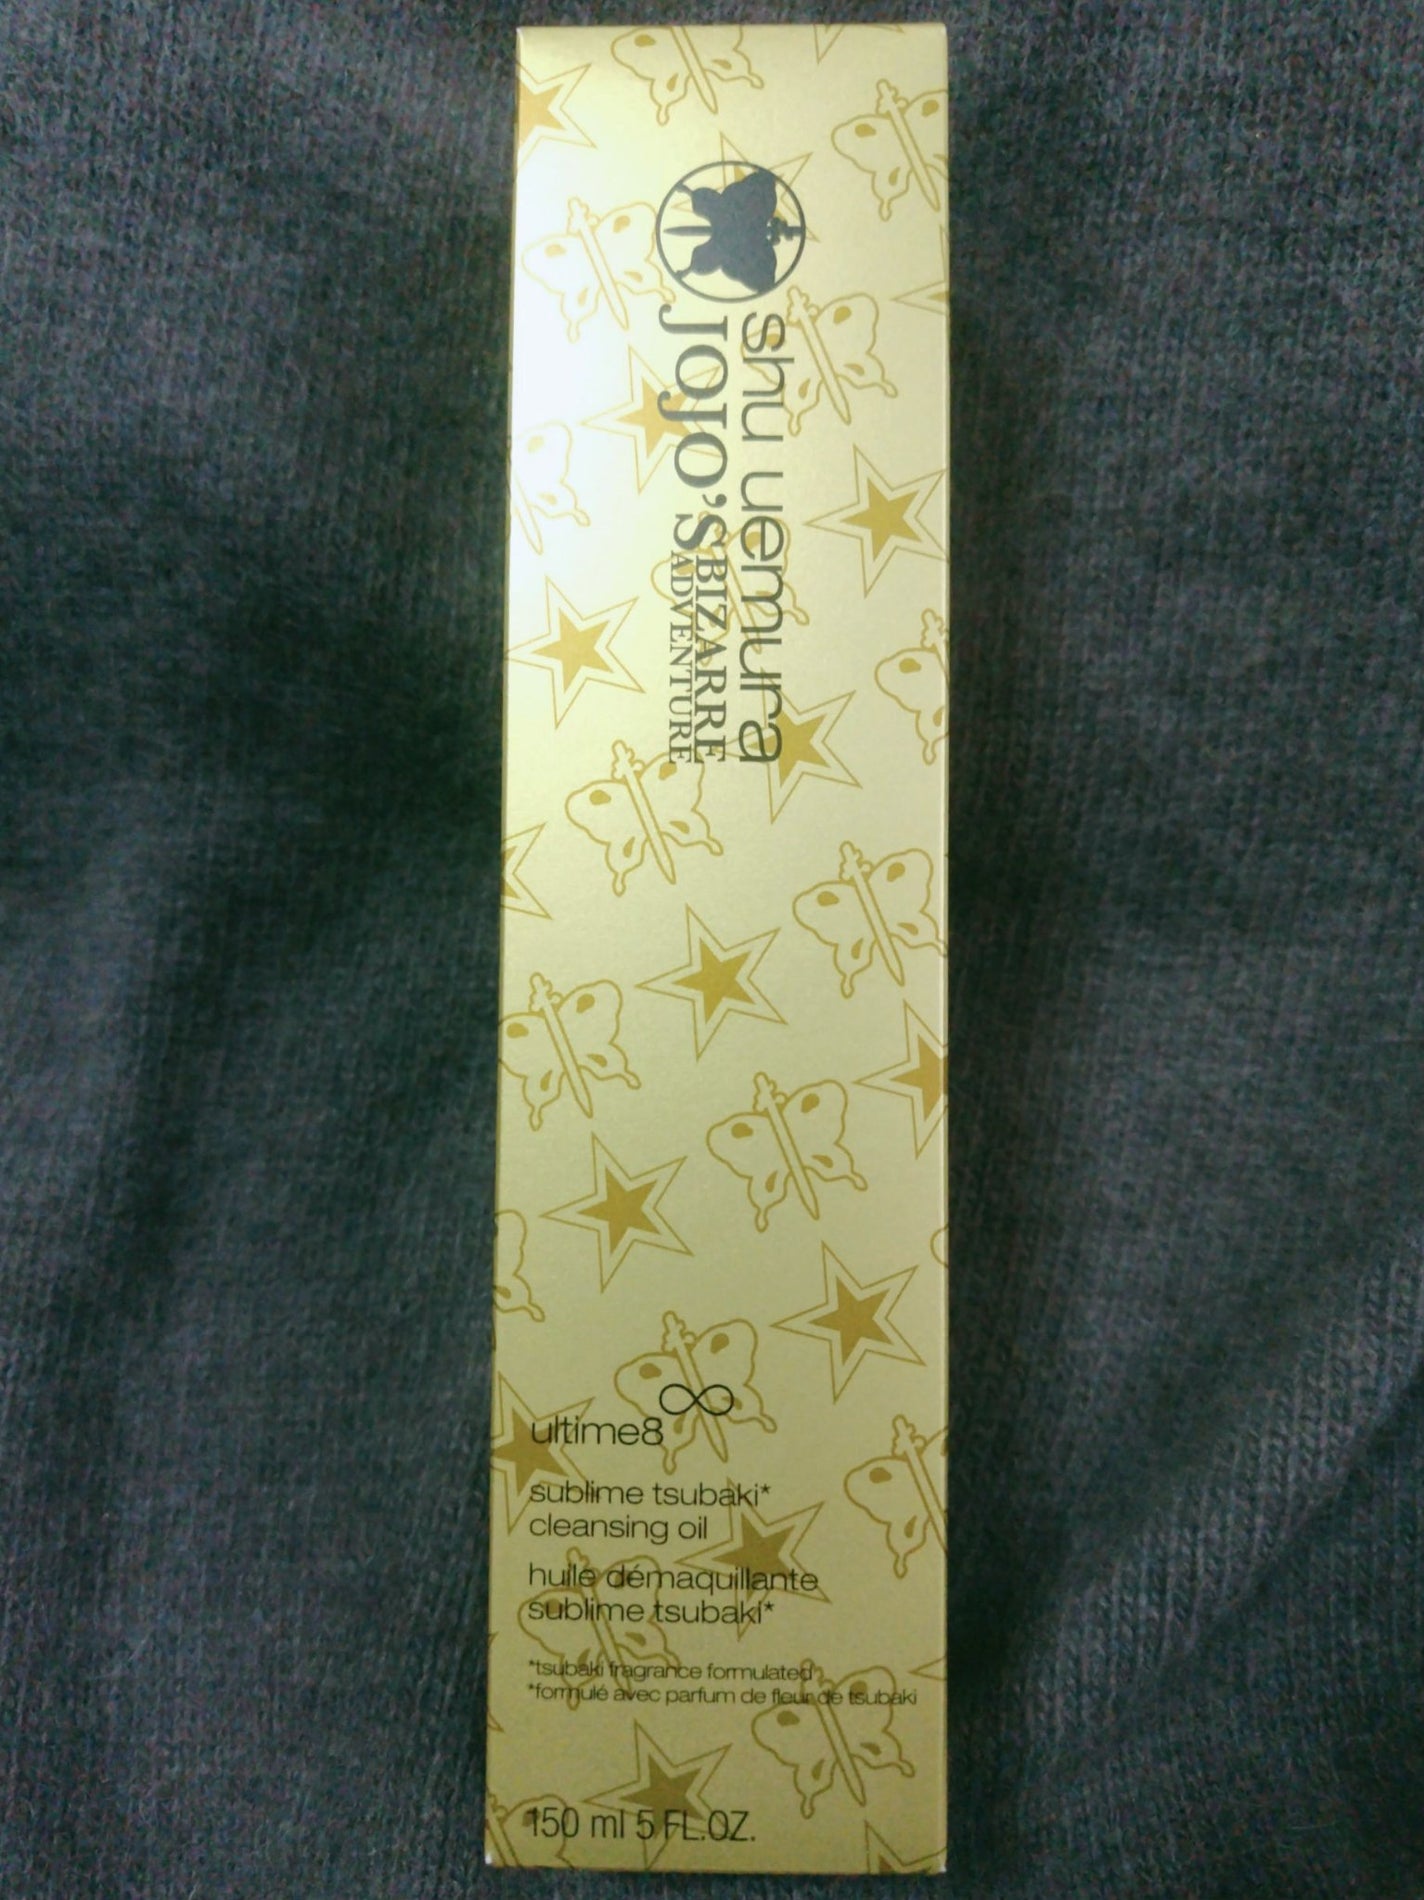 shu uemura
JOJO'S BIZARRE
ADVENTURE
ultime8∞
sublime tsubaki*
cleansing oil
huile démaquillante
sublime tsubaki*
*tsubaki fragrance formulated
*formulé avec parfum de fleur de tsubaki
150 ml 5 FL.OZ.